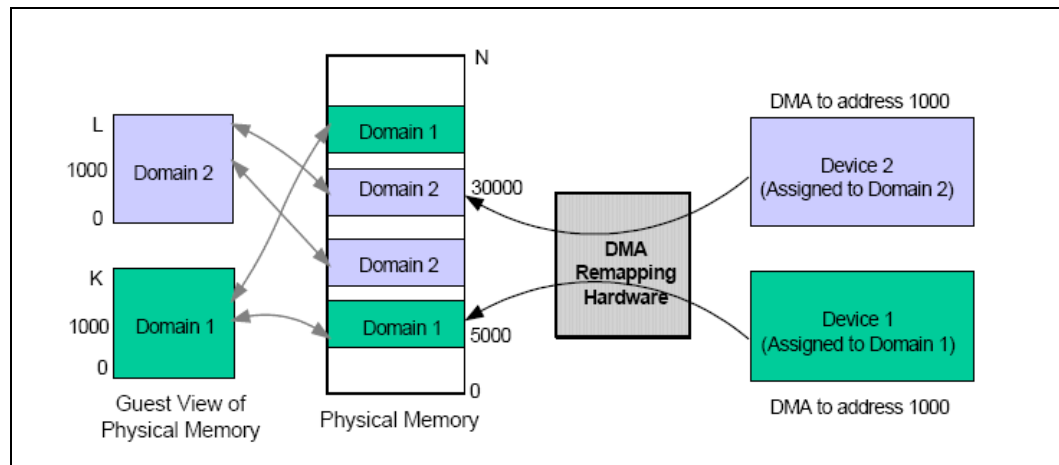 L
1000
0
Domain 2
K
1000
0
Domain 1
Guest View of
Physical Memory
N
Domain 1
Domain 2
30000
Domain 2
Domain 1
5000
0
Physical Memory
DMA
Remapping
Hardware
DMA to address 1000
Device 2
(Assigned to Domain 2)
Device 1
(Assigned to Domain 1)
DMA to address 1000